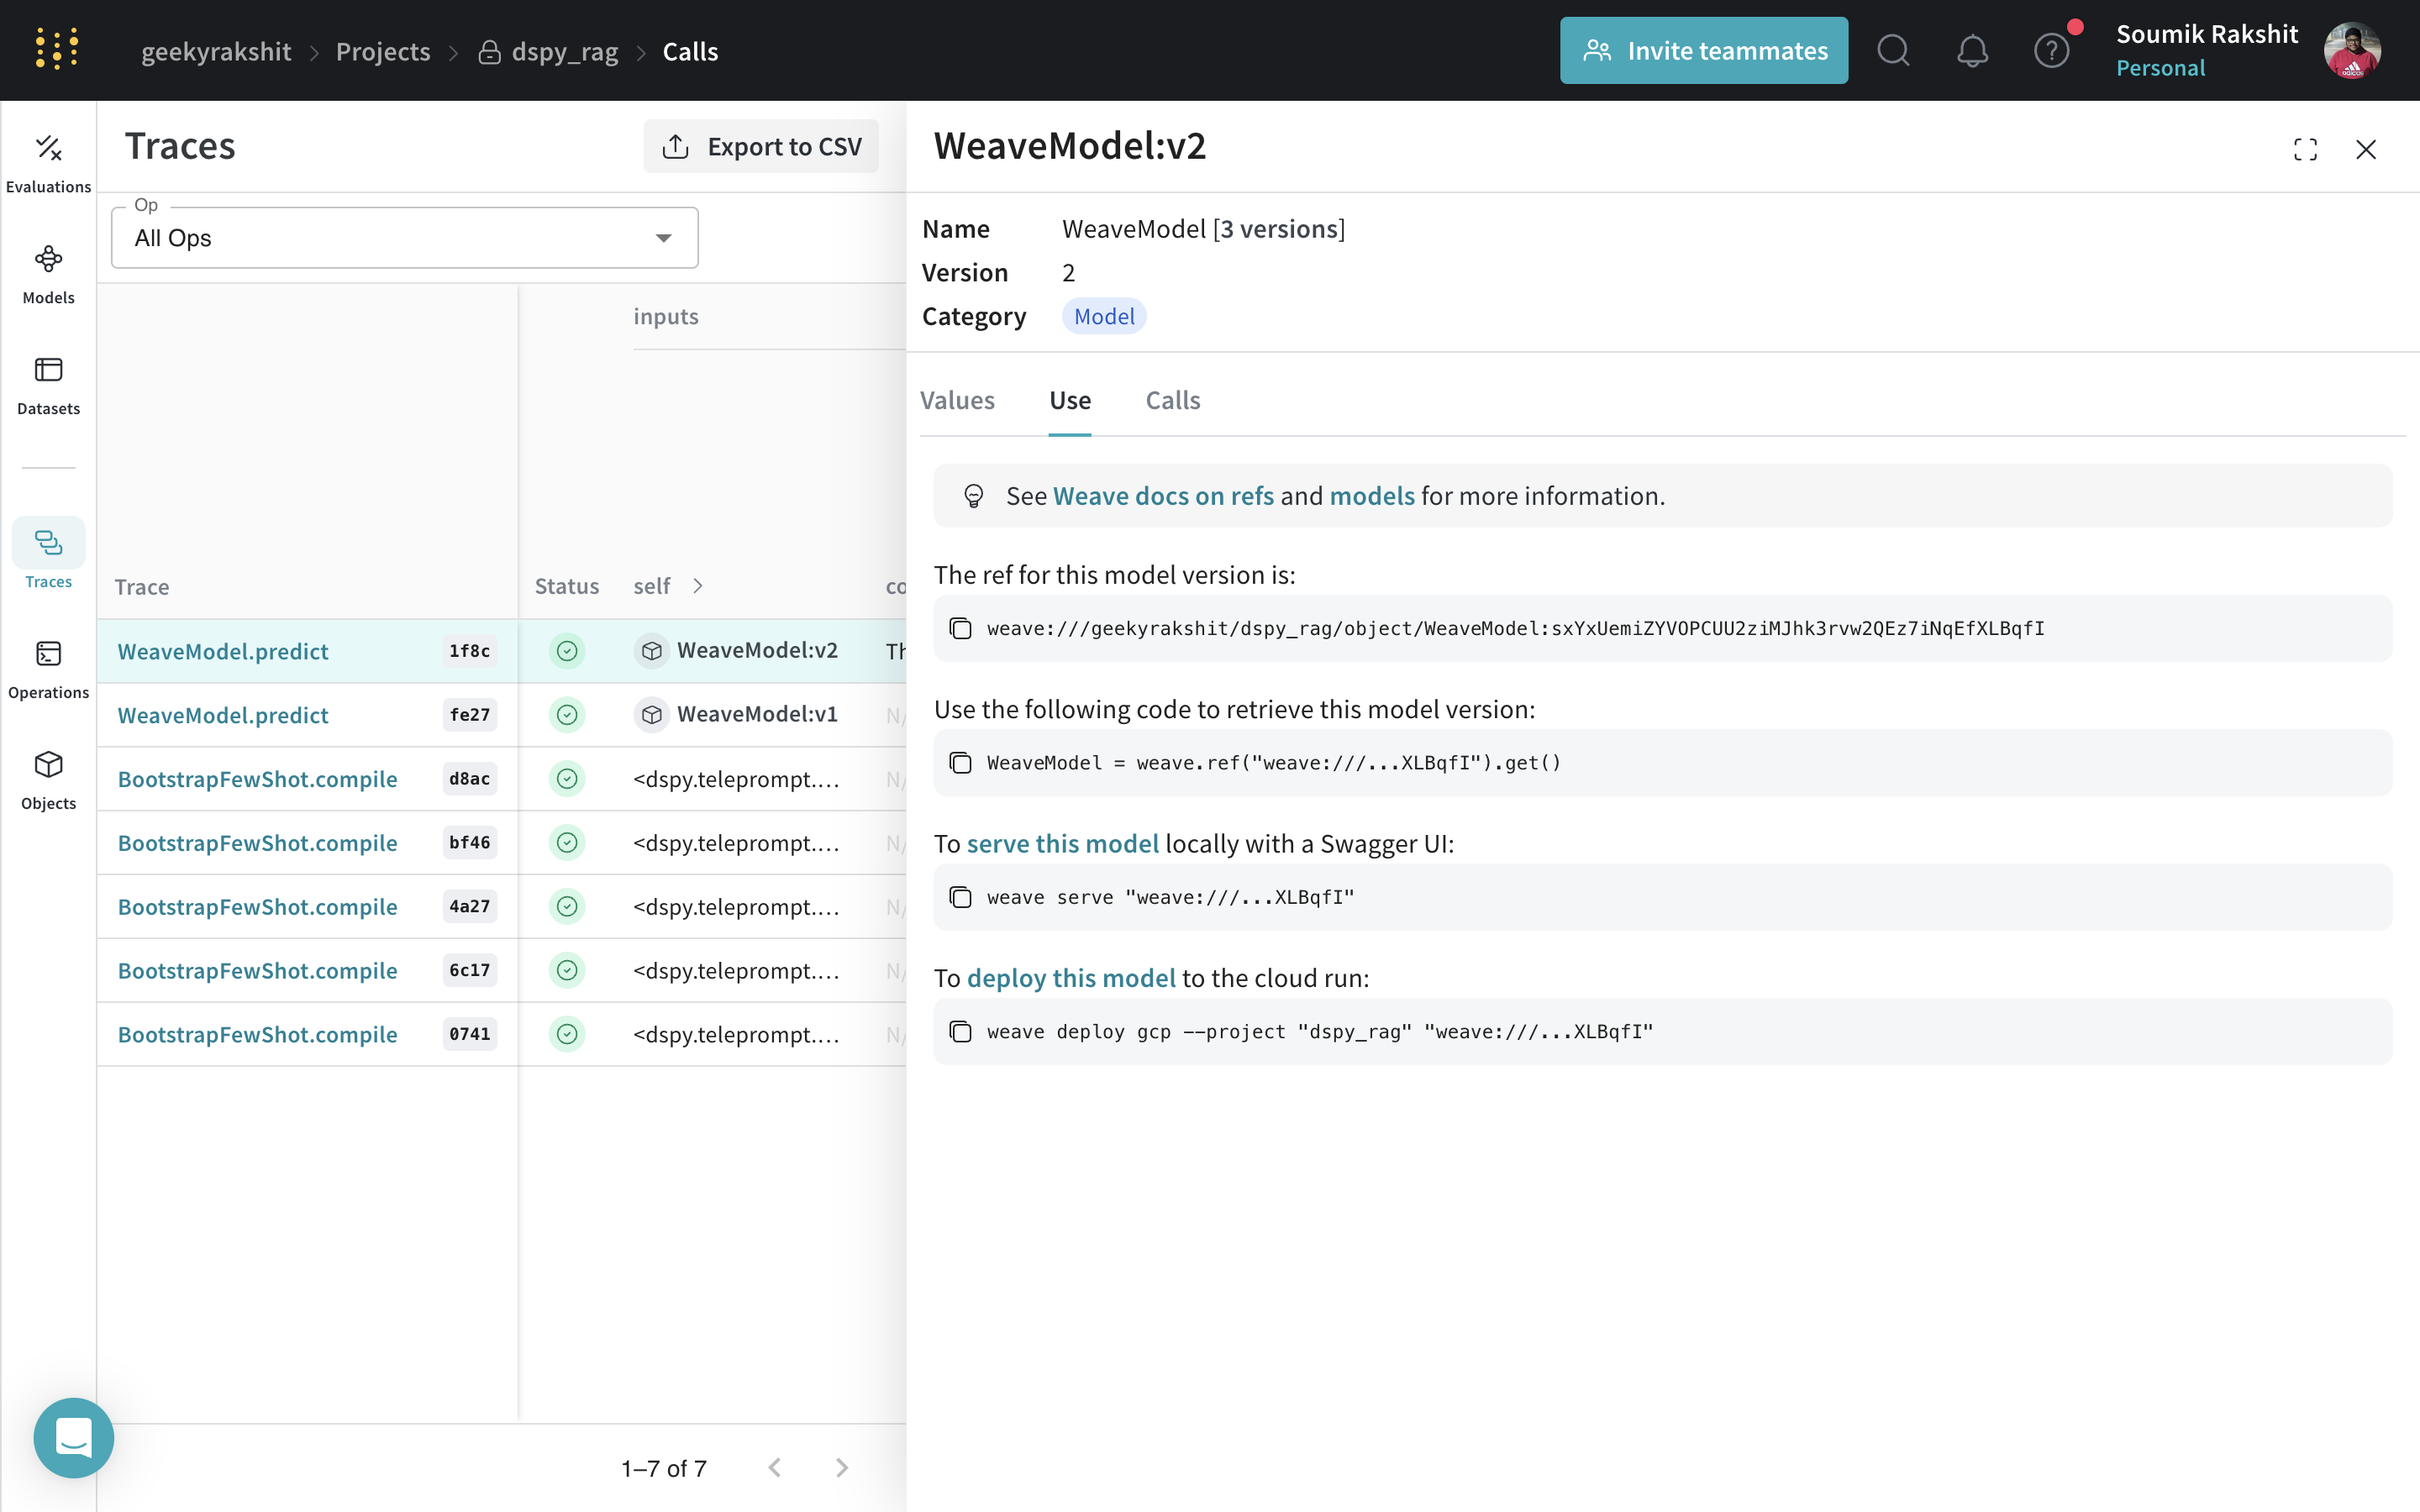 geekyrakshit > Projects > dspy_rag > Calls
Invite teammates
Soumik Rakshit
Personal
Evaluations
Models
Datasets
Traces
Operations
Objects
Traces
Export to CSV
Op
All Ops
inputs
Trace Status self > co
WeaveModel.predict 1f8c WeaveModel:v2 Th
WeaveModel.predict fe27 WeaveModel:v1 N/
BootstrapFewShot.compile d8ac <dspy.teleprompt.... N/
BootstrapFewShot.compile bf46 <dspy.teleprompt.... N/
BootstrapFewShot.compile 4a27 <dspy.teleprompt.... N/
BootstrapFewShot.compile 6c17 <dspy.teleprompt.... N/
BootstrapFewShot.compile 0741 <dspy.teleprompt.... N/
1–7 of 7
WeaveModel:v2
Name WeaveModel [3 versions]
Version 2
Category Model
Values Use Calls
See Weave docs on refs and models for more information.
The ref for this model version is:
weave:///geekyrakshit/dspy_rag/object/WeaveModel:sxYxUemiZYVOPCUU2ziMJhk3rvw2QEz7iNqEfXLBqfI
Use the following code to retrieve this model version:
WeaveModel = weave.ref("weave:///...XLBqfI").get()
To serve this model locally with a Swagger UI:
weave serve "weave:///...XLBqfI"
To deploy this model to the cloud run:
weave deploy gcp --project "dspy_rag" "weave:///...XLBqfI"